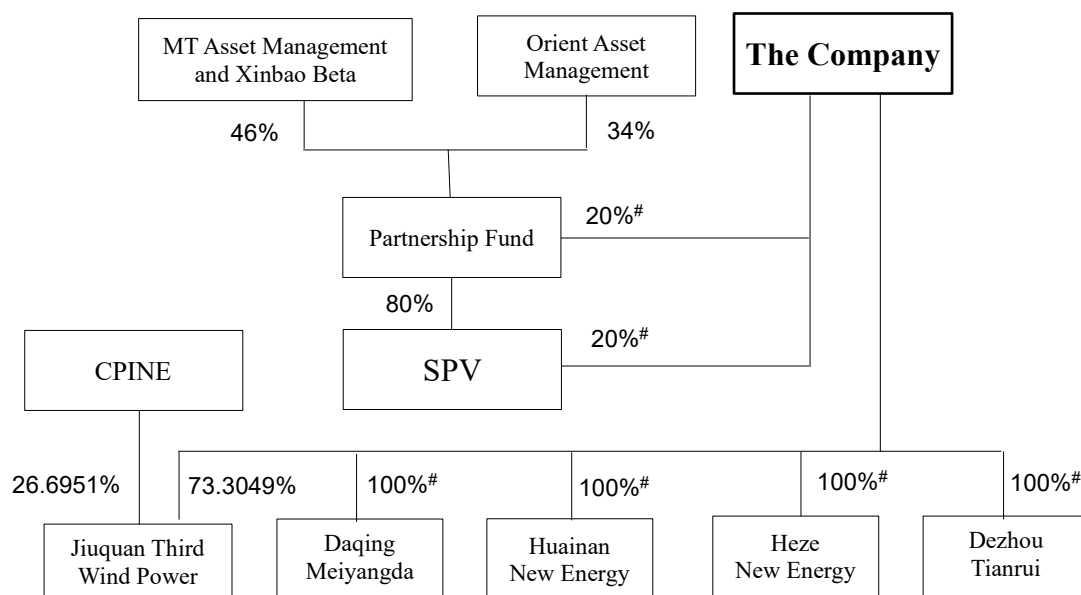 MT Asset Management
and Xinbao Beta
Orient Asset
Management
The Company
46%
34%
Partnership Fund
20%#
80%
CPINE
SPV
20%#
26.6951%
73.3049%
100%#
100%#
100%#
100%#
Jiuquan Third
Wind Power
Daqing
Meiyangda
Huainan
New Energy
Heze
New Energy
Dezhou
Tianrui